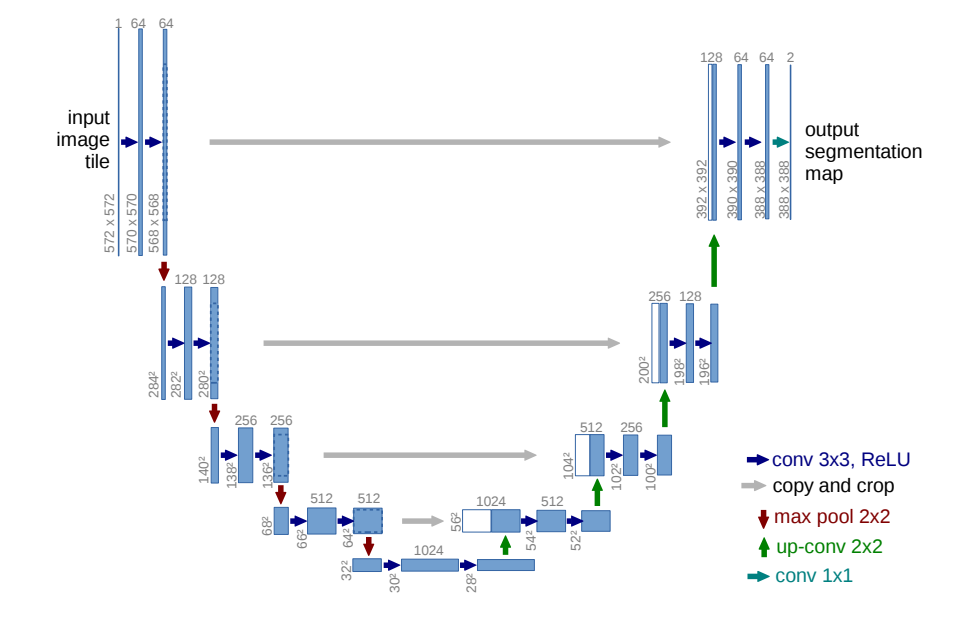 1 64 64
128 64 64 2
input
image
tile
output
segmentation
map
572 x 572
570 x 570
568 x 568
392 x 392
390 x 390
388 x 388
388 x 388
128 128
256 128
284²
282²
280²
200²
198²
196²
256 256
512 256
140²
138²
136²
104²
102²
100²
512 512
1024 512
68²
66²
64²
56²
54²
52²
1024
32²
30²
28²
conv 3x3, ReLU
copy and crop
max pool 2x2
up-conv 2x2
conv 1x1